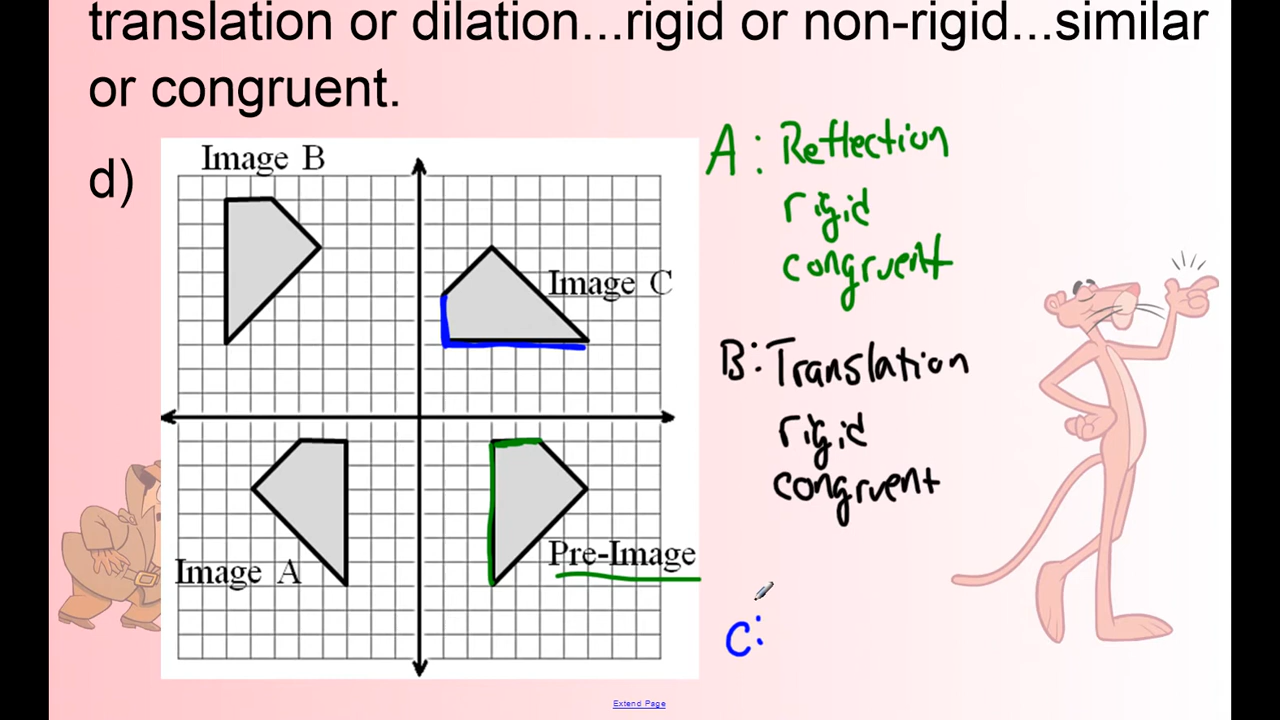 translation or dilation...rigid or non-rigid...similar
or congruent.
d)
Image B
Image C
Image A
Pre-Image
A: Reflection
rigid
congruent
B: Translation
rigid
congruent
C:
Extend Page